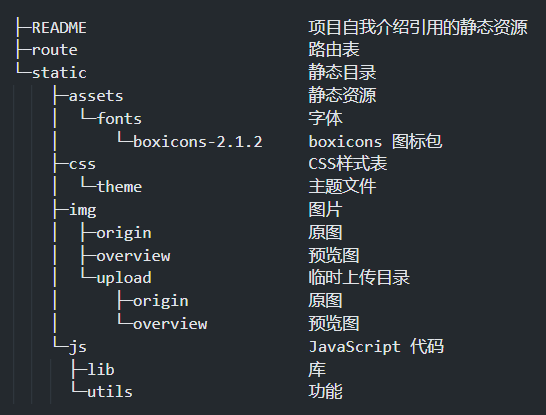 ├─README 项目自我介绍引用的静态资源
├─route 路由表
└─static 静态目录
├─assets 静态资源
│ └─fonts 字体
│ └─boxicons-2.1.2 boxicons 图标包
├─css CSS样式表
│ └─theme 主题文件
├─img 图片
│ ├─origin 原图
│ ├─overview 预览图
│ └─upload 临时上传目录
│ ├─origin 原图
│ └─overview 预览图
└─js JavaScript 代码
├─lib 库
└─utils 功能